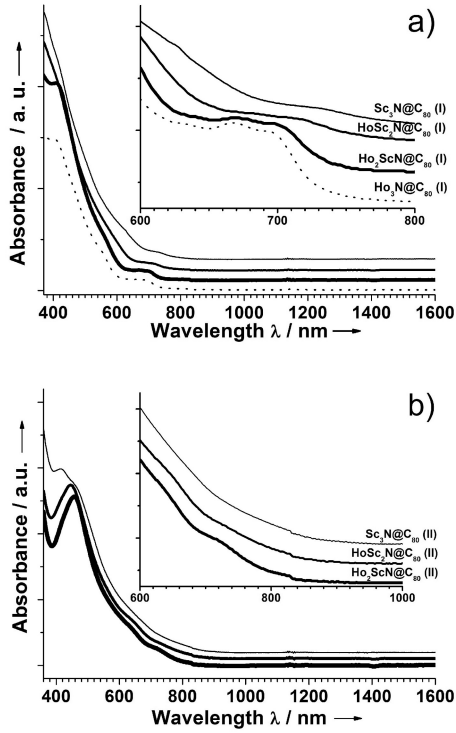 a)
Absorbance / a. u.
Sc₃N@C₈₀ (I)
HoSc₂N@C₈₀ (I)
Ho₂ScN@C₈₀ (I)
Ho₃N@C₈₀ (I)
600 700 800
400 600 800 1000 1200 1400 1600
Wavelength λ / nm
b)
Absorbance / a.u.
Sc₃N@C₈₀ (II)
HoSc₂N@C₈₀ (II)
Ho₂ScN@C₈₀ (II)
600 800 1000
400 600 800 1000 1200 1400 1600
Wavelength λ / nm